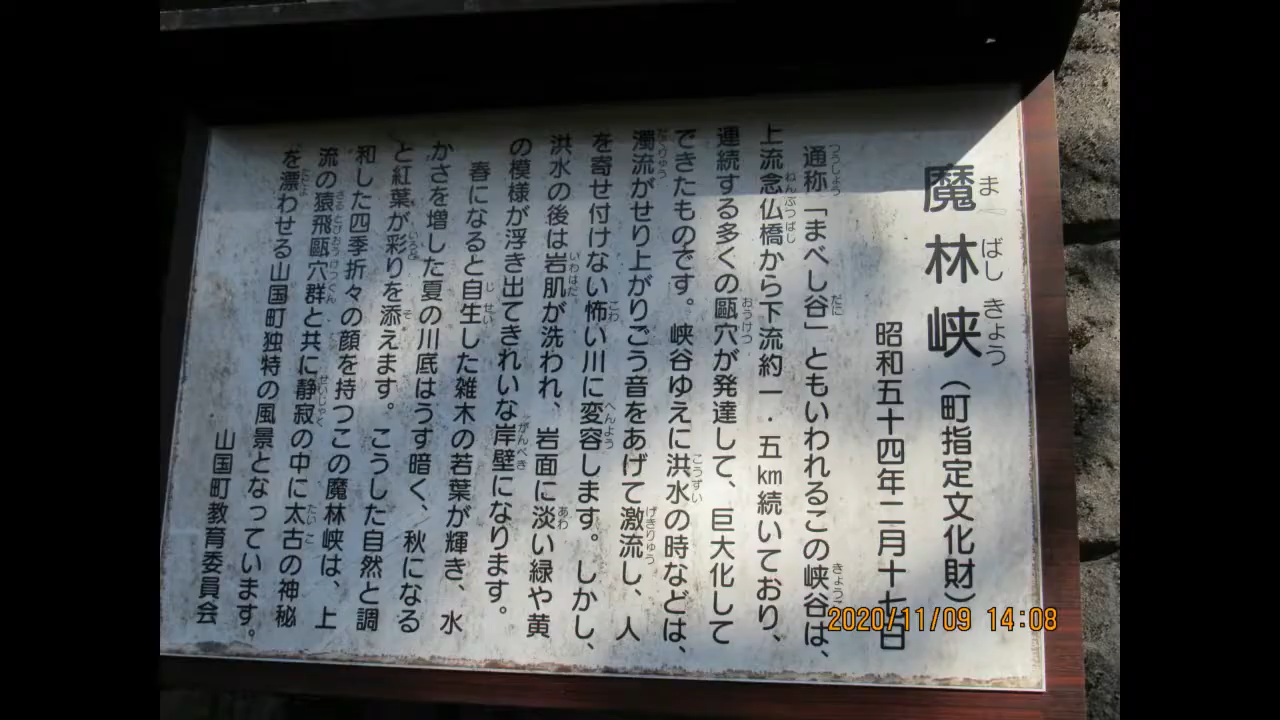 魔林峡（町指定文化財）
昭和五十四年二月十七日
通称「まべし谷」ともいわれるこの峡谷は、
上流念仏橋から下流約一．五km続いており、
連続する多くの甌穴が発達して、巨大化して
できたものです。峡谷ゆえに洪水の時などは、
濁流がせり上がりごう音をあげて激流し、人
を寄せ付けない怖い川に変容します。しかし、
洪水の後は岩肌が洗われ、岩面に淡い緑や黄
の模様が浮き出てきれいな岸壁になります。
春になると自生した雑木の若葉が輝き、水
かさを増した夏の川底はうす暗く、秋になる
と紅葉が彩りを添えます。こうした自然と調
和した四季折々の顔を持つこの魔林峡は、上
流の猿飛甌穴群と共に静寂の中に太古の神秘
を漂わせる山国町独特の風景となっています。
山国町教育委員会
2020/11/09 14:08